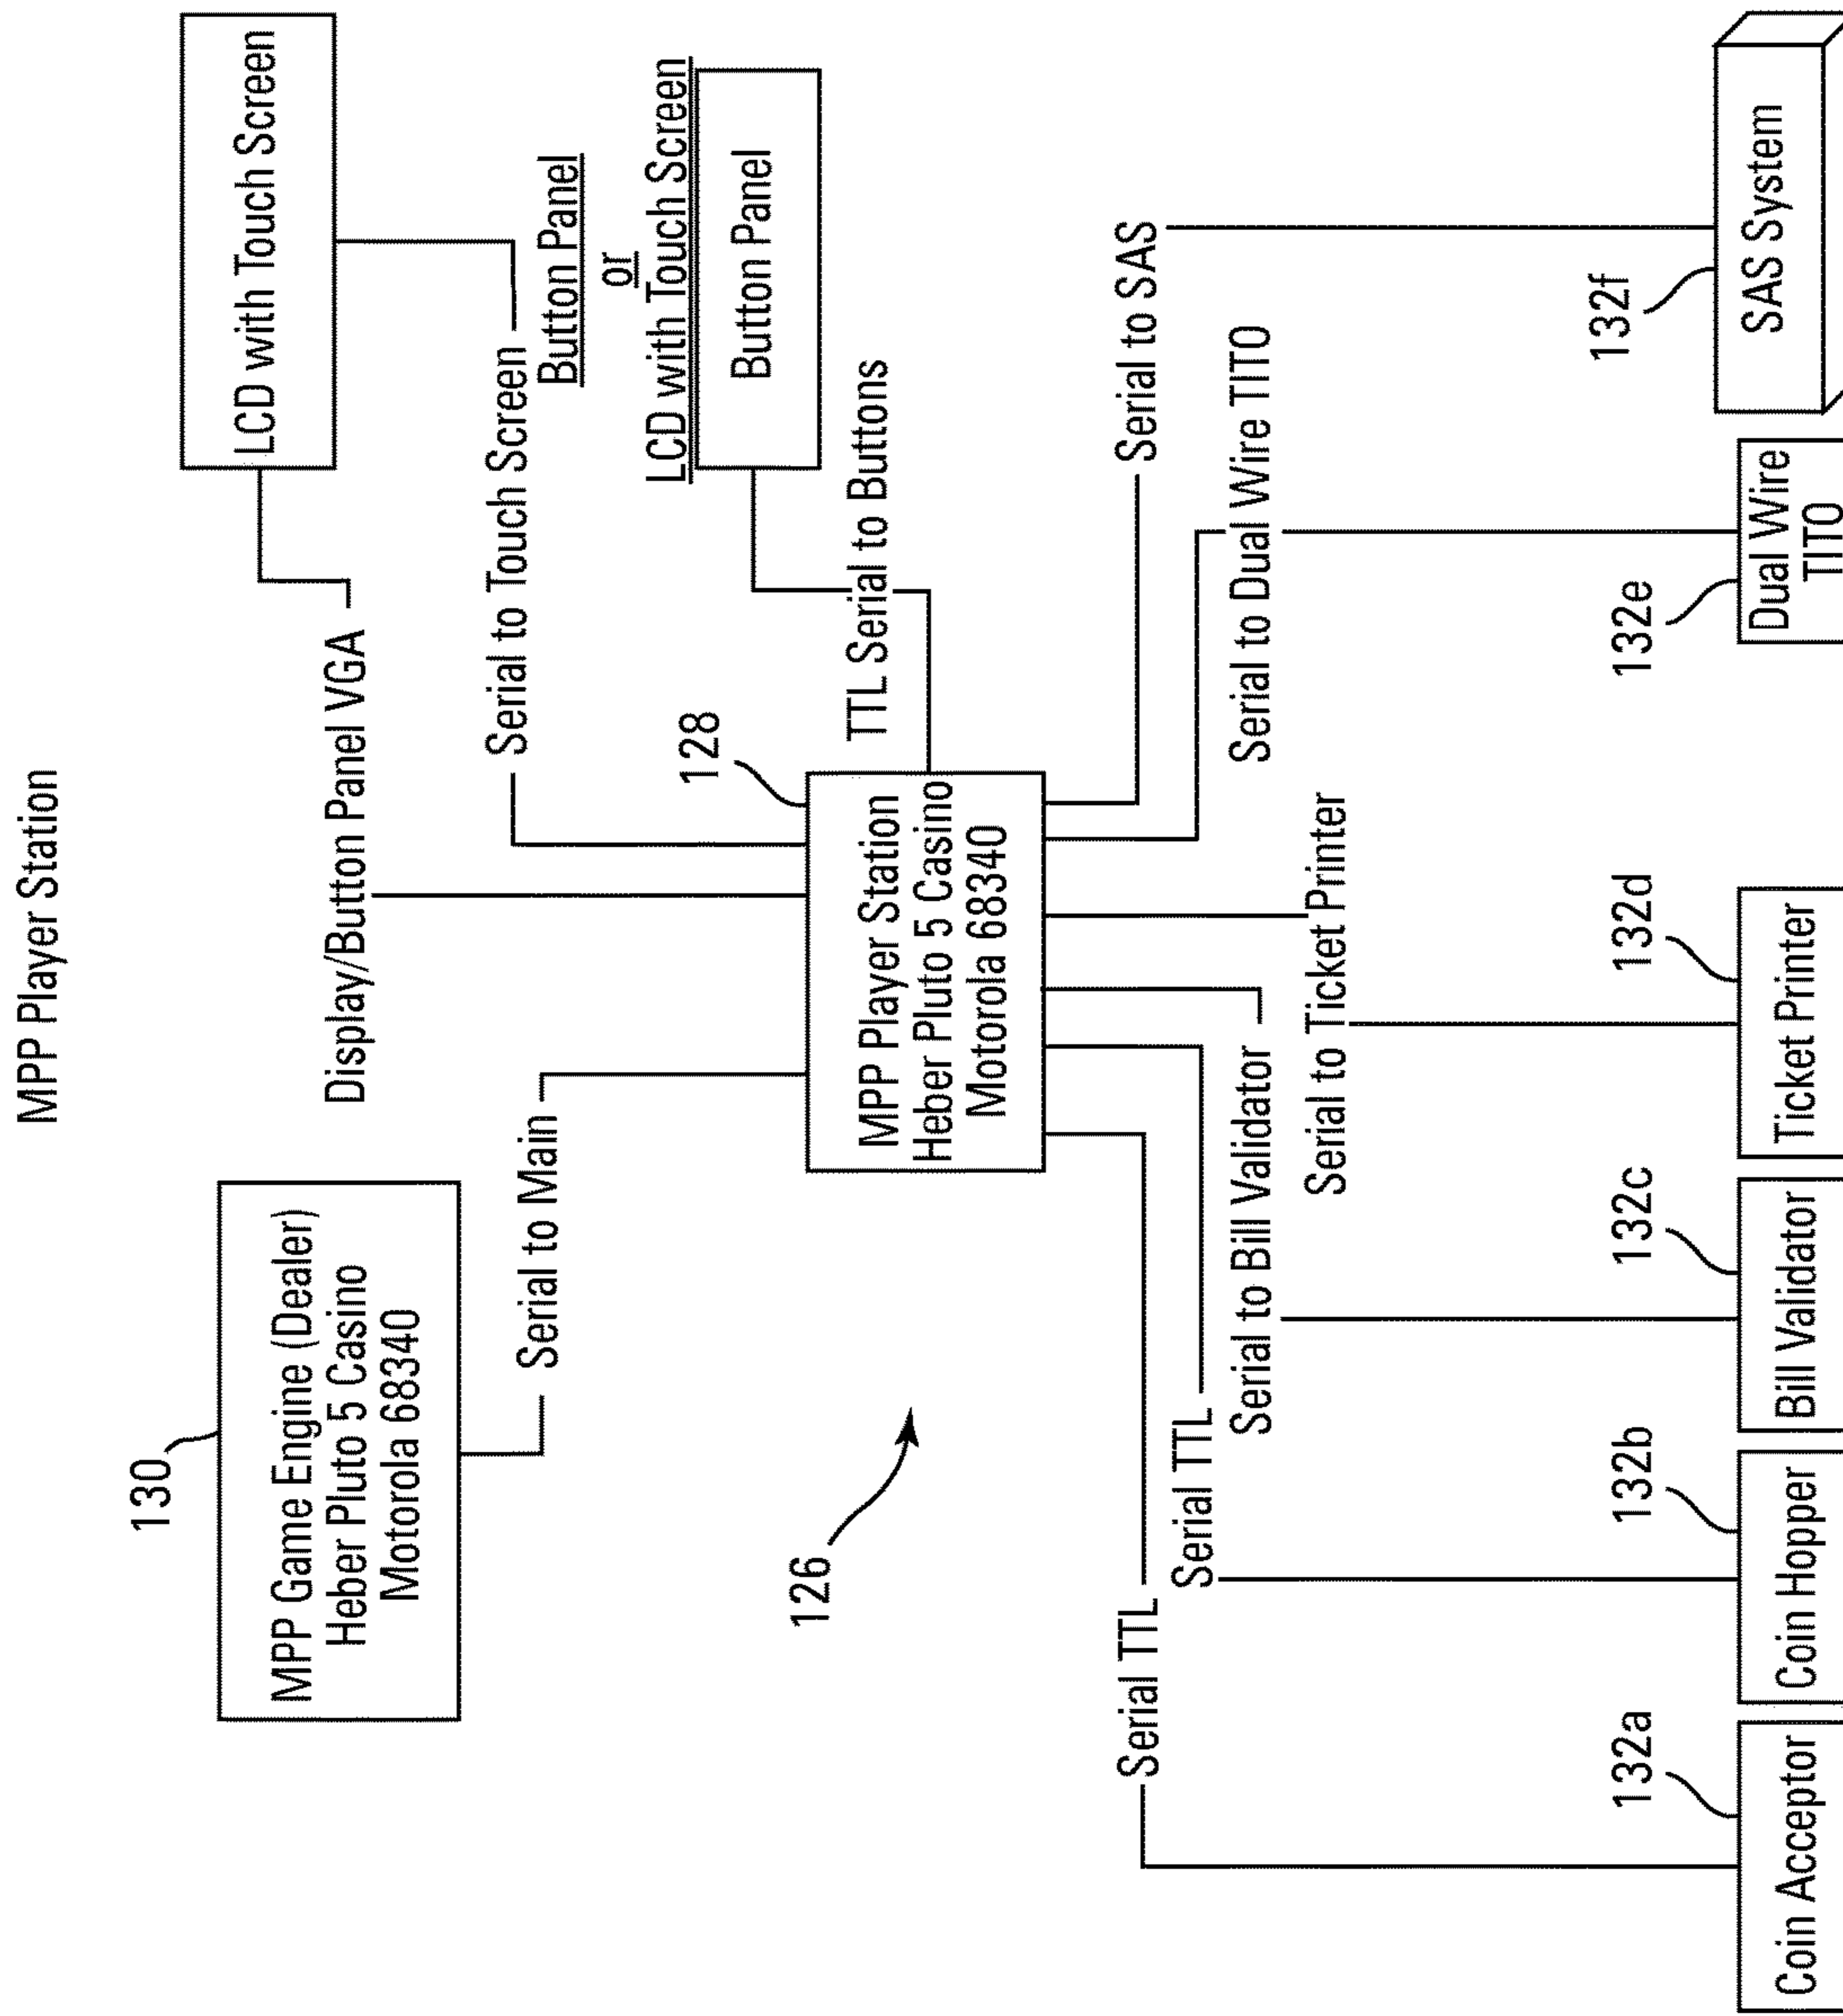 MPP Player Station
130
MPP Game Engine (Dealer)
Heber Pluto 5 Casino
Motorola 68340
LCD with Touch Screen
Display/Button Panel VGA
Serial to Main
Serial to Touch Screen
Button Panel
or
LCD with Touch Screen
Button Panel
128
MPP Player Station
Heber Pluto 5 Casino
Motorola 68340
TTL Serial to Buttons
126
Serial TTL
Serial TTL
Serial to Bill Validator
Serial to Ticket Printer
Serial to Dual Wire TITO
Serial to SAS
132a
Coin Acceptor
132b
Coin Hopper
132c
Bill Validator
132d
Ticket Printer
132e
Dual Wire
TITO
132f
SAS System